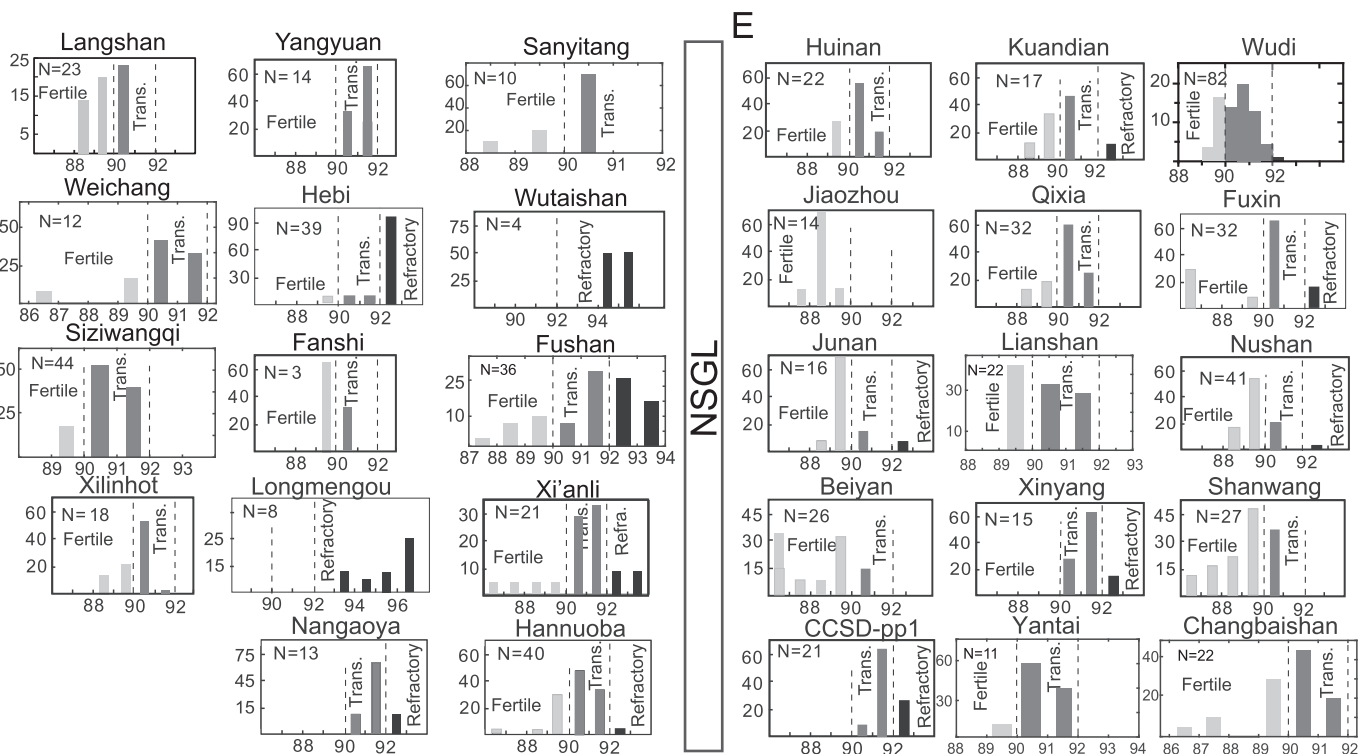 E
Langshan
25
15
5
N=23
Fertile
Trans.
88 90 92
Yangyuan
60
40
20
N= 14
Fertile
Trans.
88 90 92
Sanyitang
60
40
20
N=10
Fertile
Trans.
88 89 90 91 92
Weichang
50
25
N=12
Fertile
Trans.
86 87 88 89 90 91 92
Hebi
90
60
30
N=39
Fertile
Trans.
Refractory
88 90 92
Wutaishan
75
50
25
N=4
Refractory
90 92 94
Siziwangqi
50
25
N=44
Fertile
Trans.
89 90 91 92 93
Fanshi
60
40
20
N=3
Fertile
Trans.
88 90 92
Fushan
25
10
N=36
Fertile
Trans.
Refractory
87 88 89 90 91 92 93 94
Xilinhot
60
40
20
N= 18
Fertile
Trans.
88 90 92
Longmengou
25
15
N=8
Refractory
90 92 94 96
Xi'anli
30
20
10
N=21
Fertile
Trans.
Refra.
88 90 92
Nangaoya
75
45
15
N=13
Trans.
Refractory
88 90 92
Hannuoba
60
40
20
N=40
Fertile
Trans.
Refractory
88 90 92
NSGL
Huinan
60
40
20
N=22
Fertile
Trans.
88 90 92
Kuandian
60
40
20
N=17
Fertile
Trans.
Refractory
88 90 92
Wudi
20
10
N=82
Fertile
88 90 92
Jiaozhou
60
40
20
N=14
Fertile
88 90 92
Qixia
60
40
20
N=32
Fertile
Trans.
88 90 92
Fuxin
60
40
20
N=32
Fertile
Trans.
Refractory
88 90 92
Junan
60
40
20
N=16
Fertile
Trans.
Refractory
88 90 92
Lianshan
30
10
N=22
Fertile
Trans.
88 89 90 91 92 93
Nushan
60
40
20
N=41
Fertile
Trans.
Refractory
88 90 92
Beiyan
45
30
15
N=26
Fertile
Trans.
88 90 92
Xinyang
60
40
20
N=15
Fertile
Trans.
Refractory
88 90 92
Shanwang
45
30
15
N=27
Fertile
Trans.
88 90 92
CCSD-pp1
60
40
20
N=21
Trans.
Refractory
88 90 92
Yantai
60
30
N=11
Fertile
Trans.
88 89 90 91 92 93 94
Changbaishan
40
20
N=22
Fertile
Trans.
86 87 88 89 90 91 92